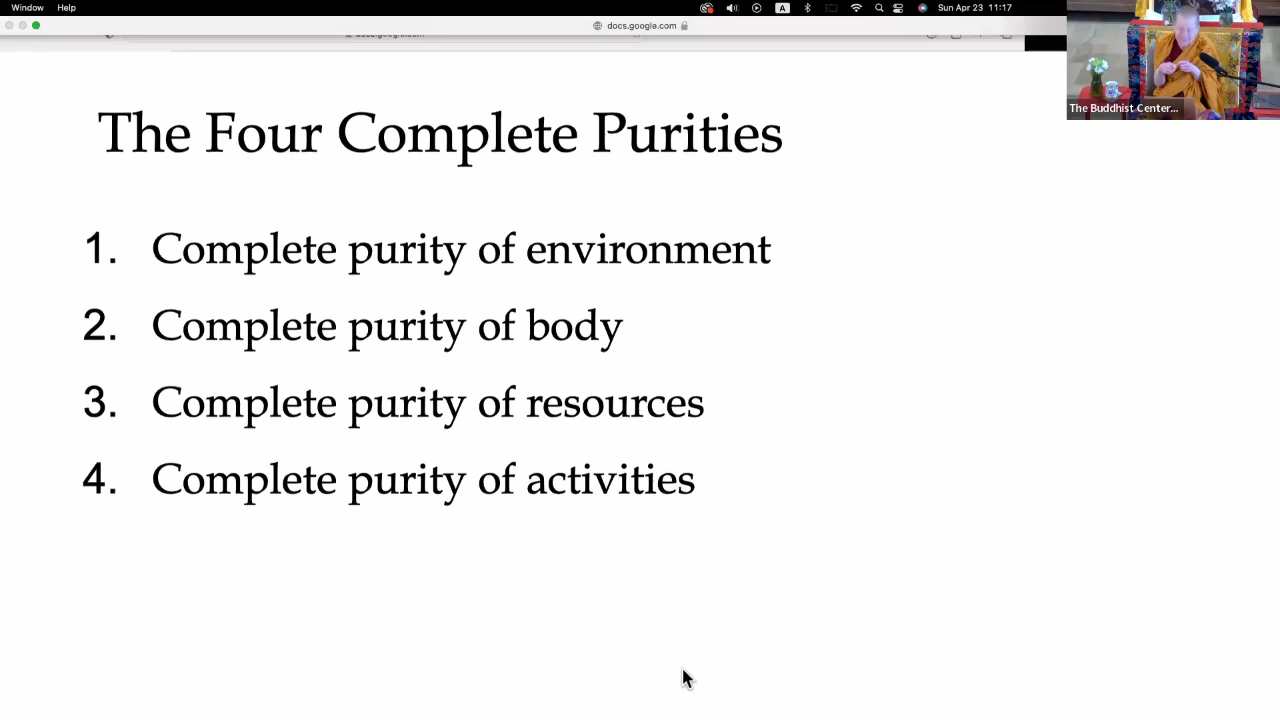 Window Help
A
Sun Apr 23 11:17
docs.google.com
The Buddhist Center...
The Four Complete Purities
1. Complete purity of environment
2. Complete purity of body
3. Complete purity of resources
4. Complete purity of activities